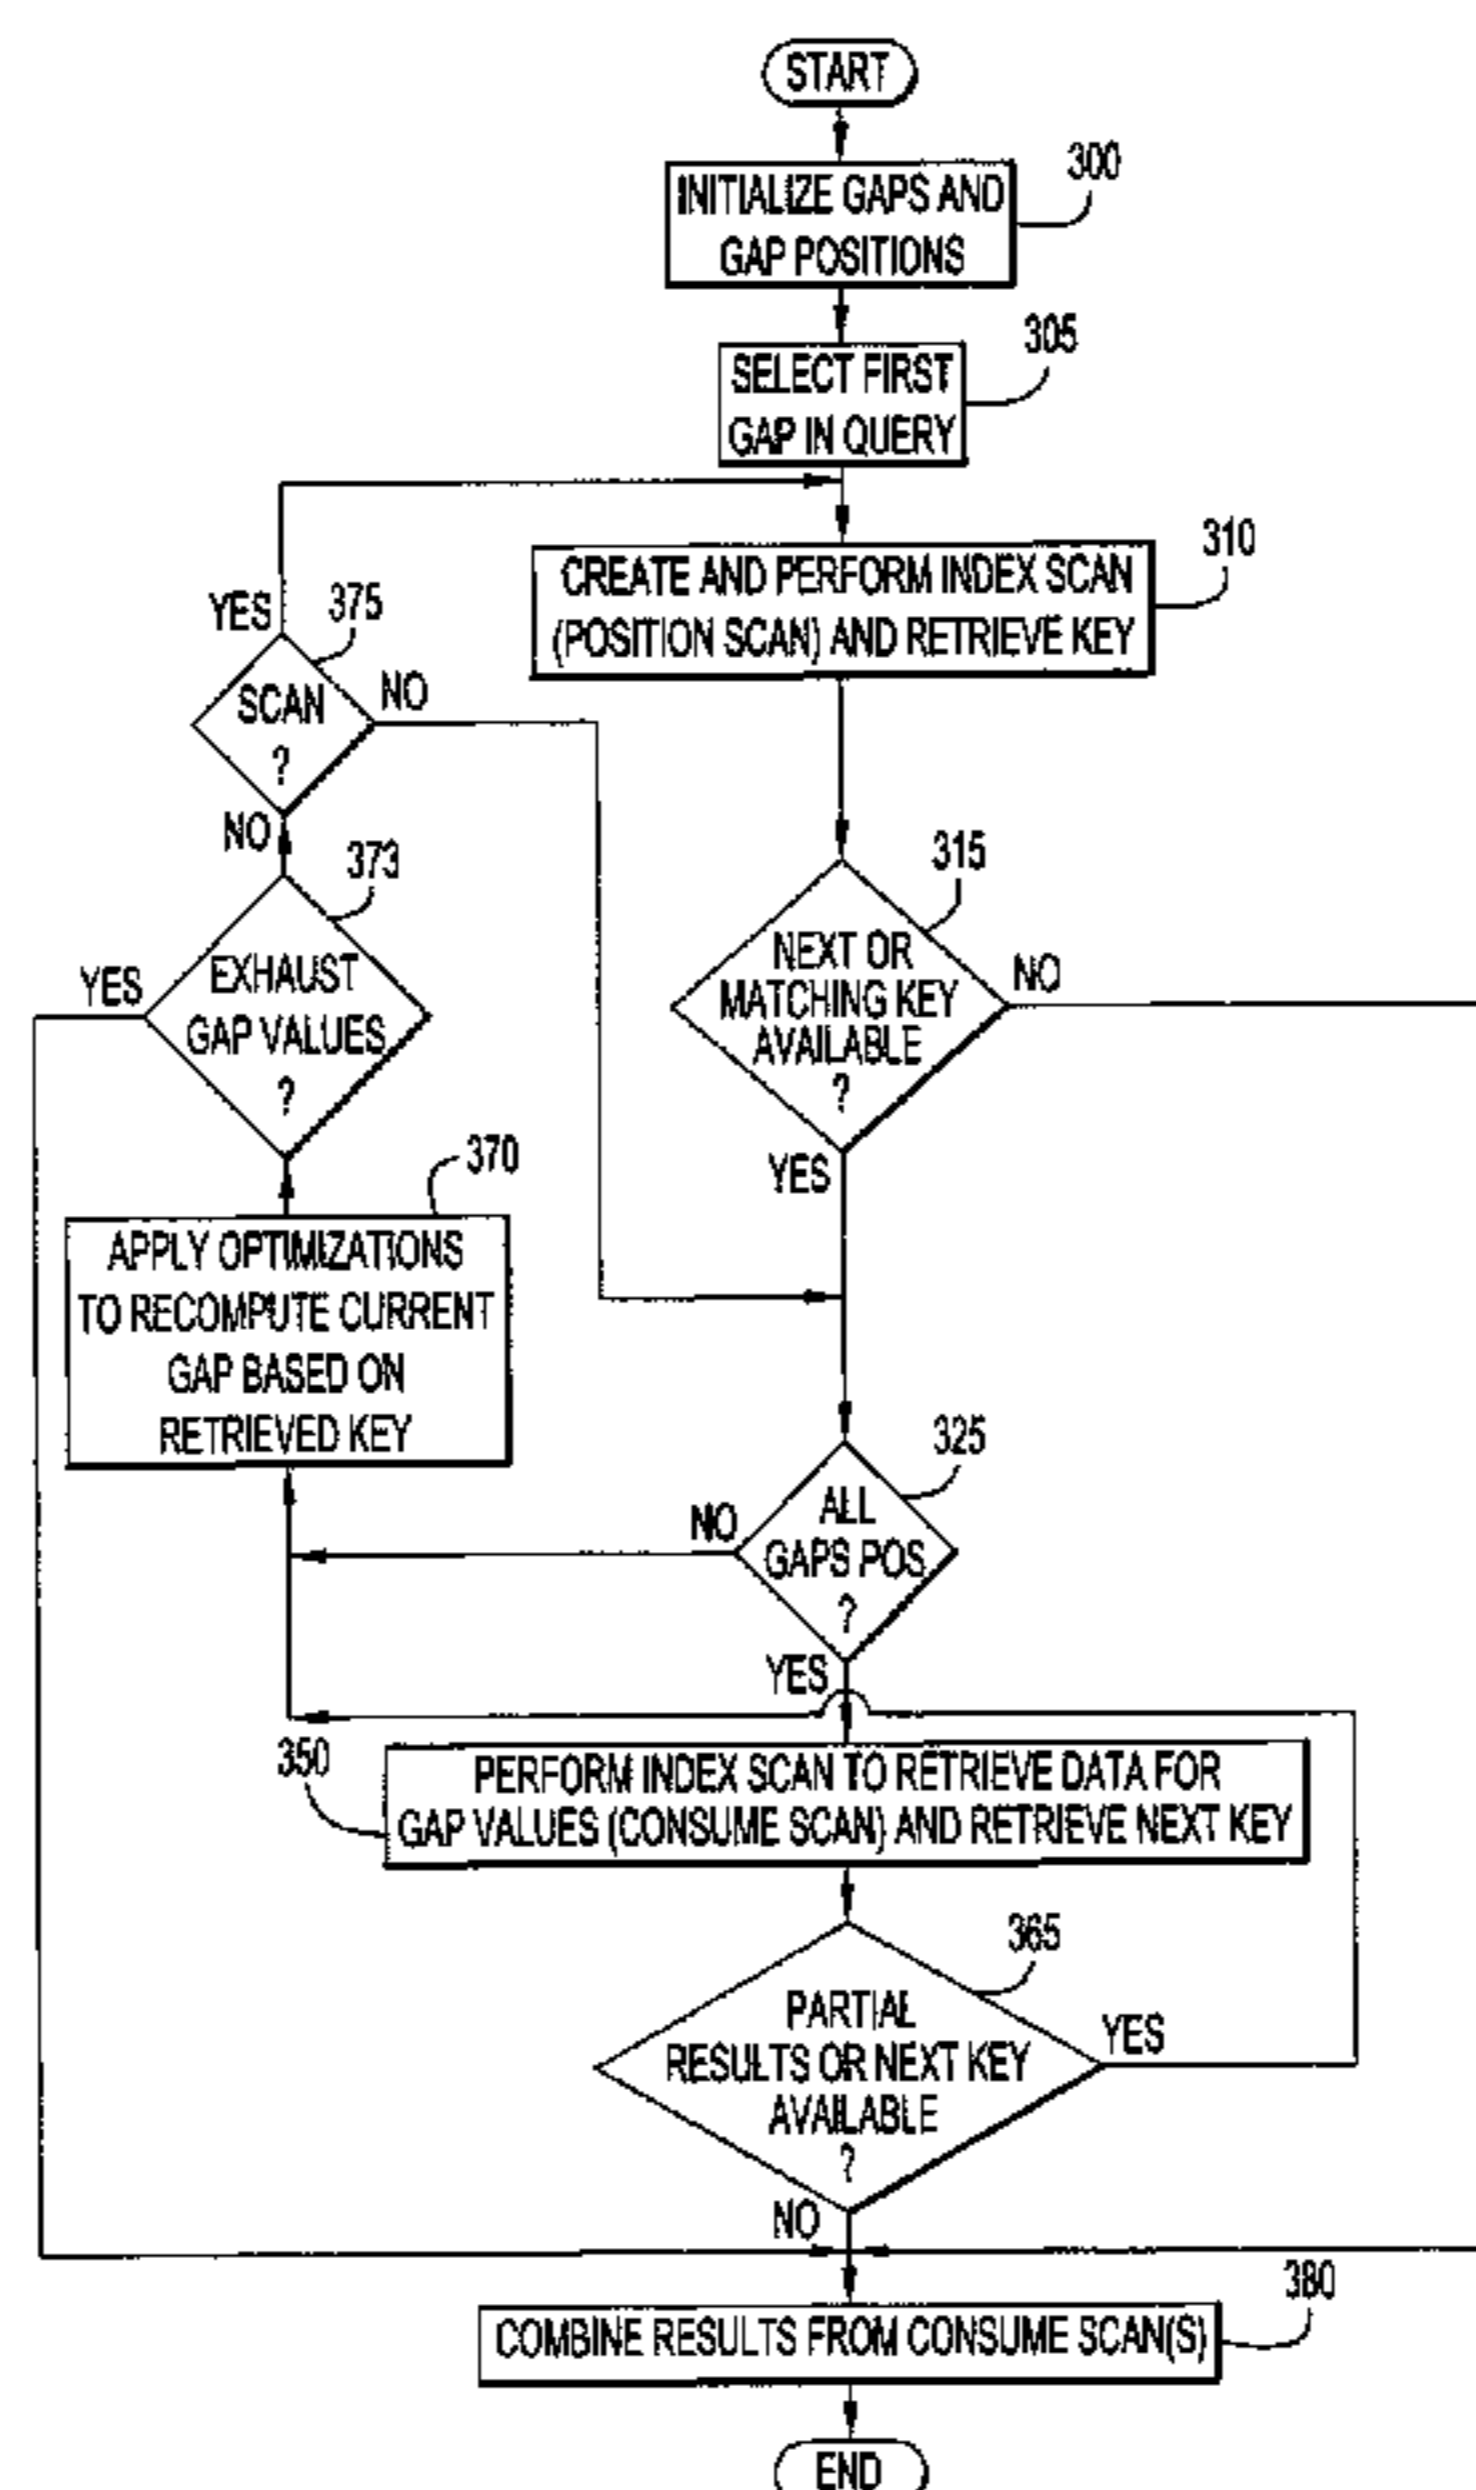 START
300
INITIALIZE GAPS AND
GAP POSITIONS
305
SELECT FIRST
GAP IN QUERY
310
CREATE AND PERFORM INDEX SCAN
(POSITION SCAN) AND RETRIEVE KEY
YES
375
SCAN
?
NO
NO
373
EXHAUST
GAP VALUES
?
YES
315
NEXT OR
MATCHING KEY
AVAILABLE
?
NO
YES
370
APPLY OPTIMIZATIONS
TO RECOMPUTE CURRENT
GAP BASED ON
RETRIEVED KEY
325
ALL
GAPS POS
?
NO
YES
350
PERFORM INDEX SCAN TO RETRIEVE DATA FOR
GAP VALUES (CONSUME SCAN) AND RETRIEVE NEXT KEY
365
PARTIAL
RESULTS OR NEXT KEY
AVAILABLE
?
YES
NO
380
COMBINE RESULTS FROM CONSUME SCAN(S)
END